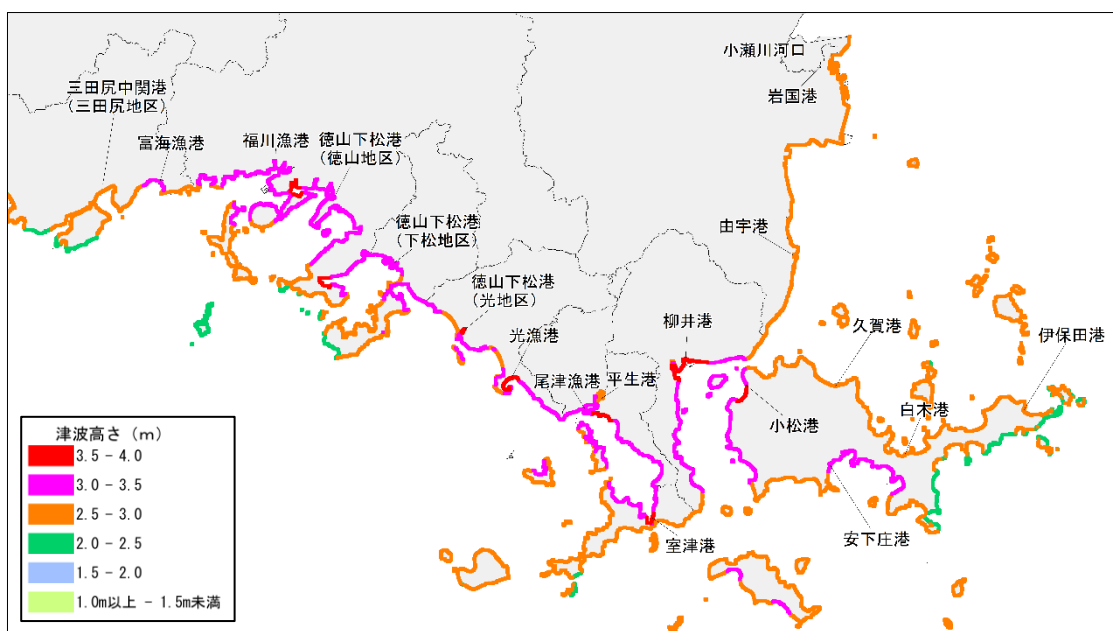 小瀬川河口
岩国港
三田尻中関港
(三田尻地区)
富海漁港
福川漁港
徳山下松港
(徳山地区)
徳山下松港
(下松地区)
由宇港
徳山下松港
(光地区)
光漁港
柳井港
久賀港
伊保田港
尾津漁港
平生港
小松港
白木港
室津港
安下庄港
津波高さ(m)
3.5 - 4.0
3.0 - 3.5
2.5 - 3.0
2.0 - 2.5
1.5 - 2.0
1.0m以上 - 1.5m未満